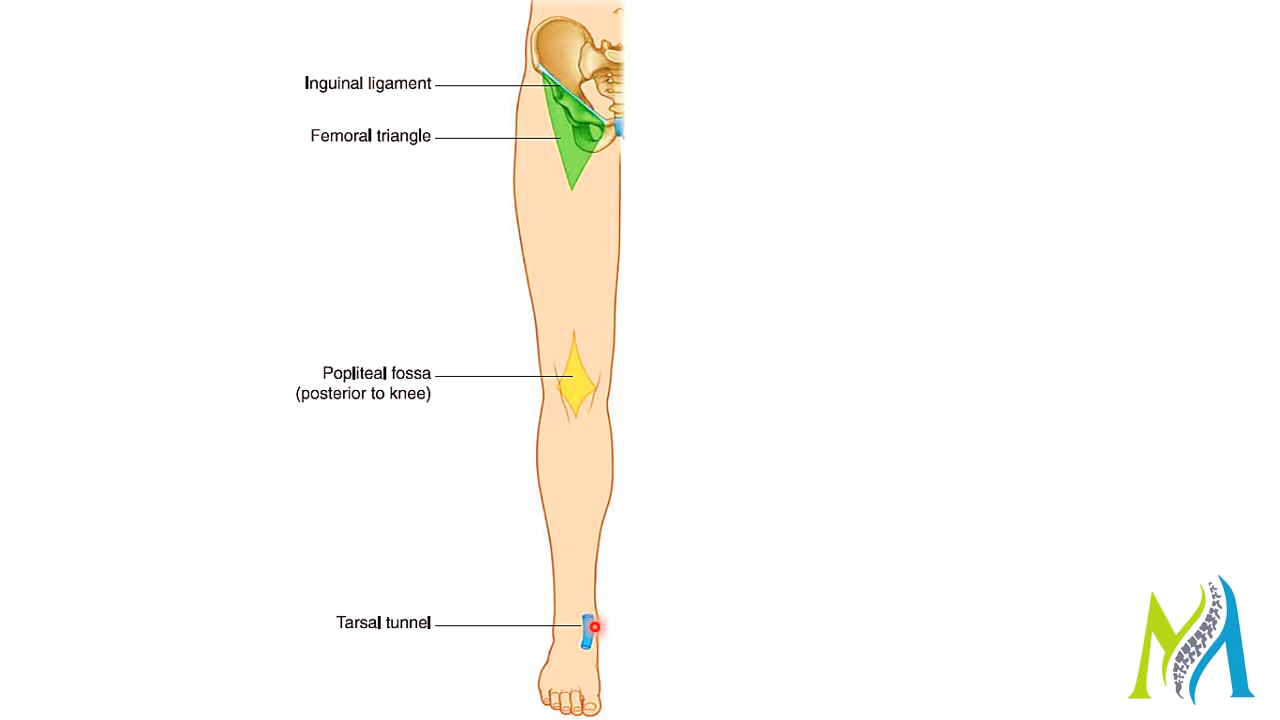 Inguinal ligament
Femoral triangle
Popliteal fossa
(posterior to knee)
Tarsal tunnel